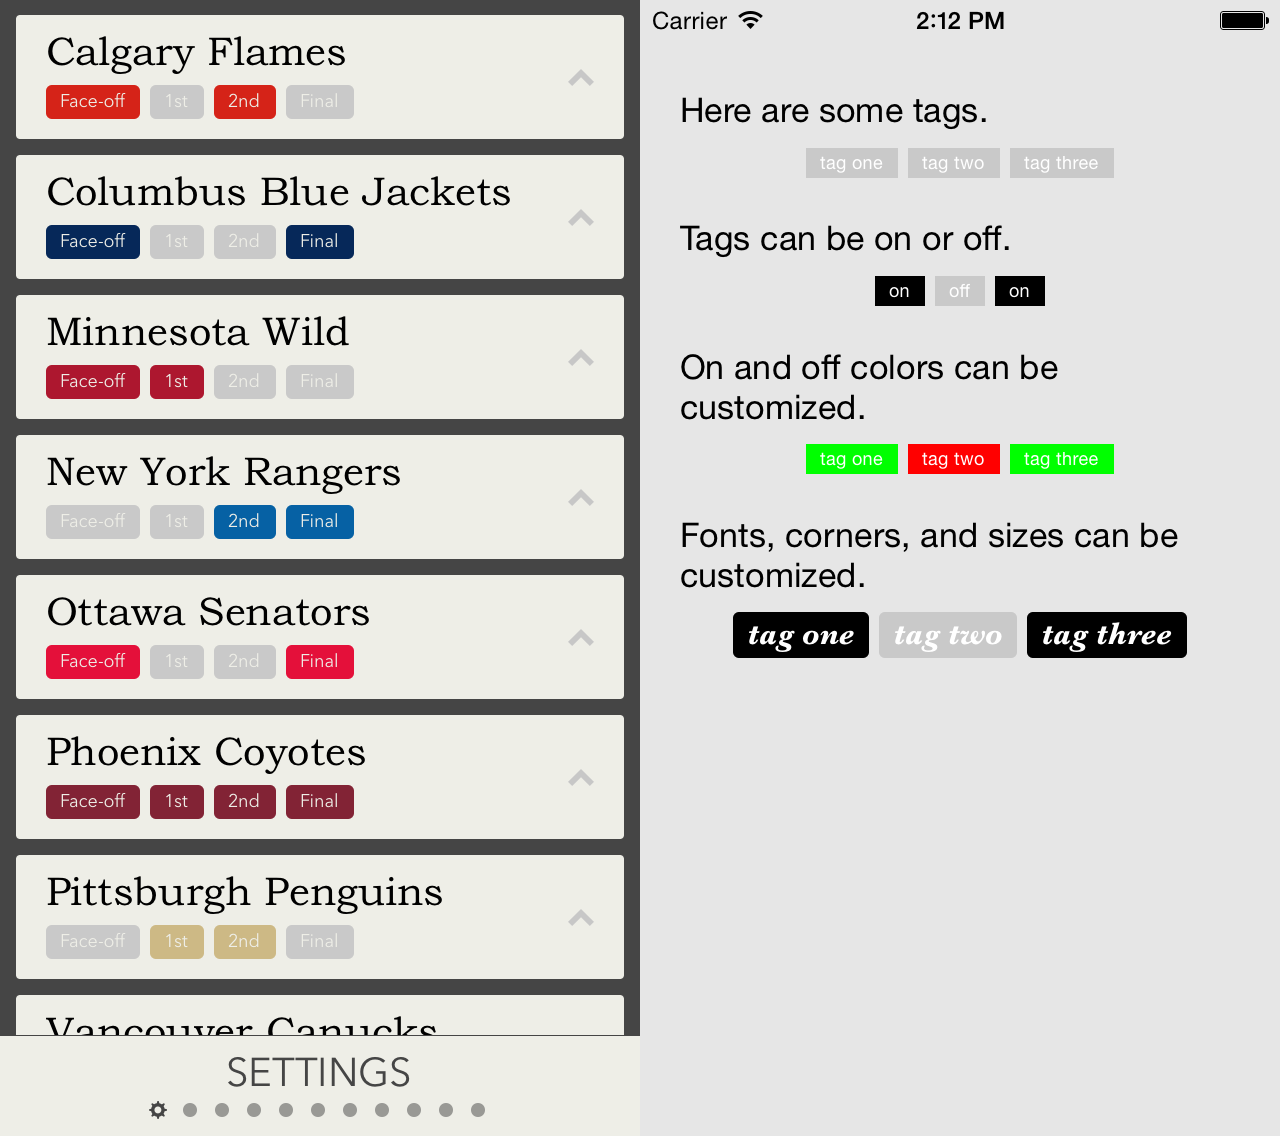 Calgary Flames
Face-off 1st 2nd Final
Columbus Blue Jackets
Face-off 1st 2nd Final
Minnesota Wild
Face-off 1st 2nd Final
New York Rangers
Face-off 1st 2nd Final
Ottawa Senators
Face-off 1st 2nd Final
Phoenix Coyotes
Face-off 1st 2nd Final
Pittsburgh Penguins
Face-off 1st 2nd Final
Vancouver Canucks
SETTINGS
Carrier 2:12 PM
Here are some tags.
tag one tag two tag three
Tags can be on or off.
on off on
On and off colors can be
customized.
tag one tag two tag three
Fonts, corners, and sizes can be
customized.
tag one tag two tag three